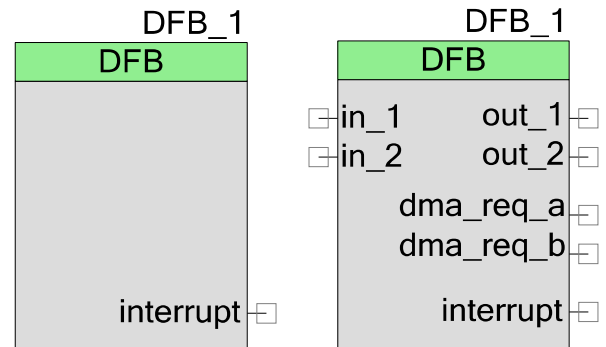 DFB_1
DFB
interrupt
DFB_1
DFB
in_1
out_1
in_2
out_2
dma_req_a
dma_req_b
interrupt